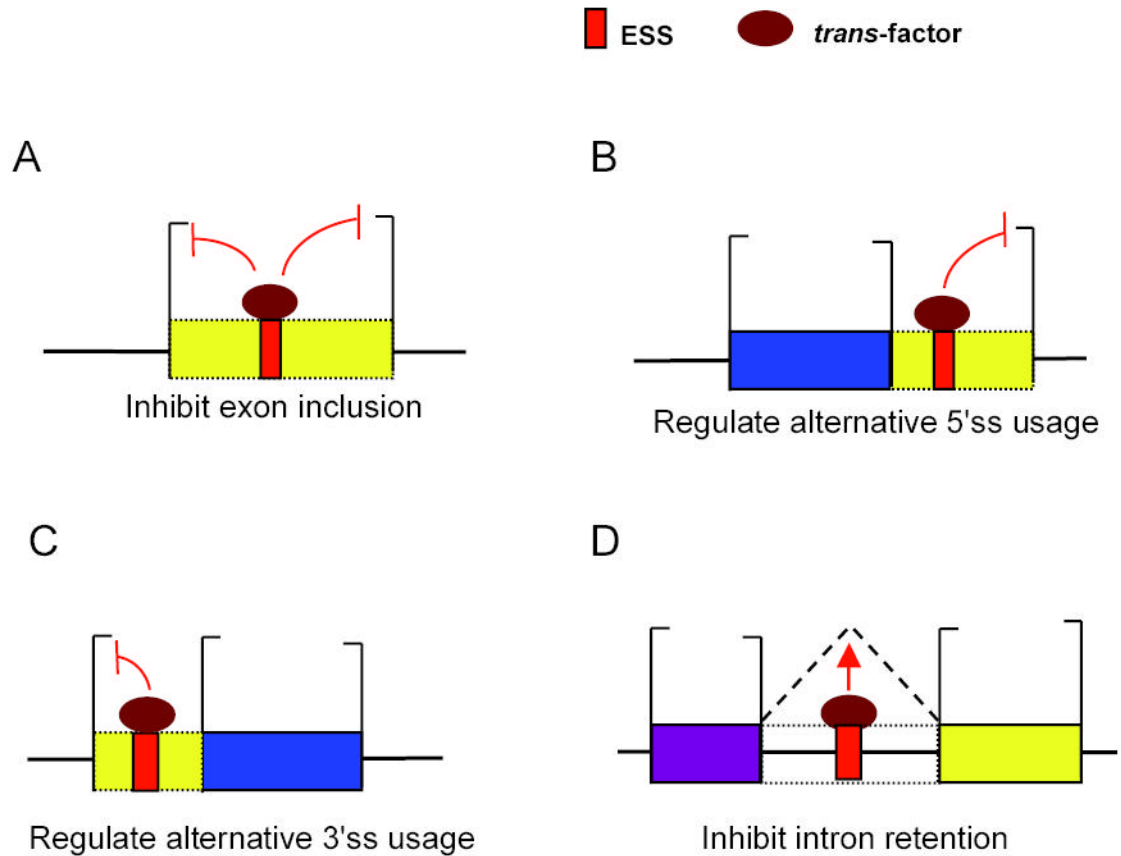 ESS trans-factor
A
B
Inhibit exon inclusion
Regulate alternative 5'ss usage
C
D
Regulate alternative 3'ss usage
Inhibit intron retention